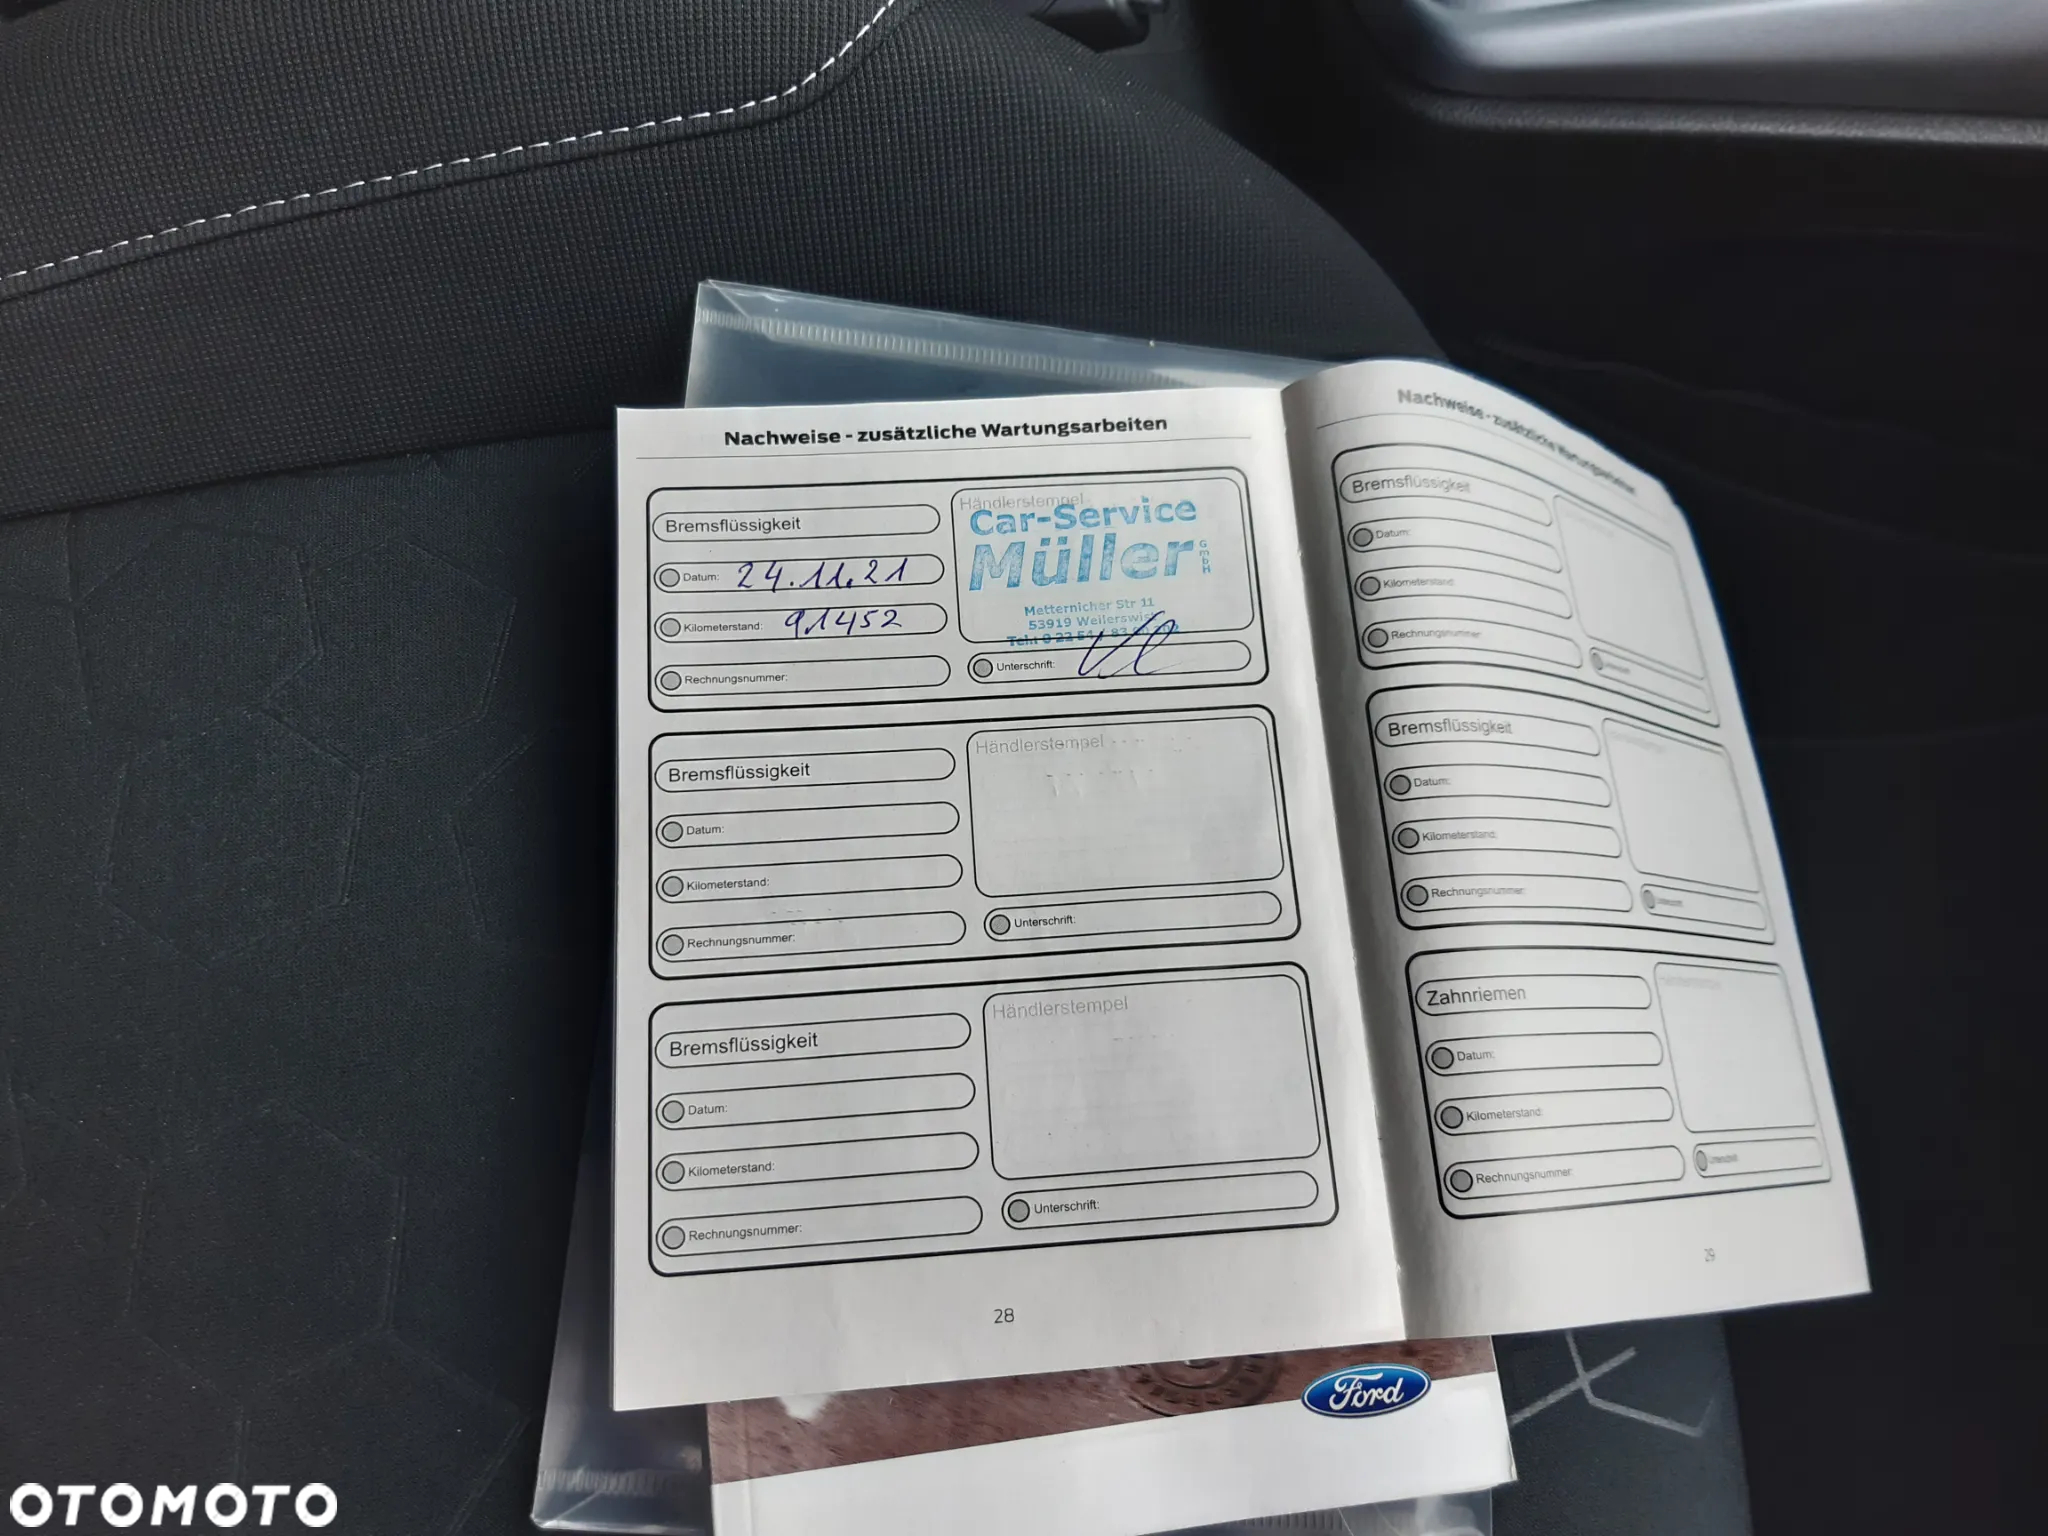 Nachweise - zusätzliche Wartungsarbeiten
Bremsflüssigkeit
Händlerstempel
Car-Service
Müller GmbH
Metternicher Str 11
53919 Weilerswist
Datum: 24.11.21
Kilometerstand: 91452
Rechnungsnummer:
Unterschrift:
Bremsflüssigkeit
Händlerstempel
Datum:
Kilometerstand:
Rechnungsnummer:
Unterschrift:
Bremsflüssigkeit
Händlerstempel
Datum:
Kilometerstand:
Rechnungsnummer:
Unterschrift:
28
Nachweise - zusätzliche Wartungsarbeiten
Bremsflüssigkeit
Datum:
Kilometerstand:
Rechnungsnummer:
Bremsflüssigkeit
Datum:
Kilometerstand:
Rechnungsnummer:
Zahnriemen
Datum:
Kilometerstand:
Rechnungsnummer:
Unterschrift:
29
Ford
OTOMOTO